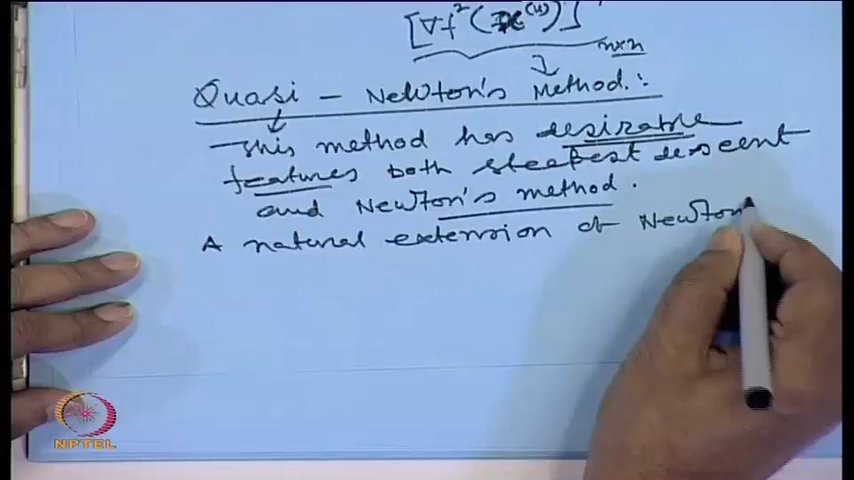 [∇f²(x^(k))]
n×n
Quasi - Newton's Method:
This method has desirable
features both steepest descent
and Newton's method.
A natural extension of Newton
NPTEL